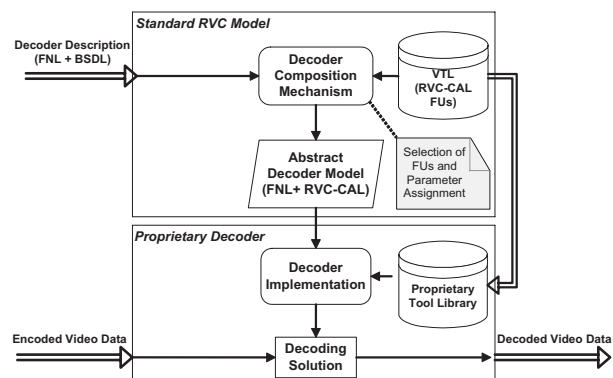 Standard RVC Model
Decoder Description
(FNL + BSDL)
Decoder
Composition
Mechanism
VTL
(RVC-CAL
FUs)
Abstract
Decoder Model
(FNL+ RVC-CAL)
Selection of
FUs and
Parameter
Assignment
Proprietary Decoder
Decoder
Implementation
Proprietary
Tool Library
Encoded Video Data
Decoding
Solution
Decoded Video Data